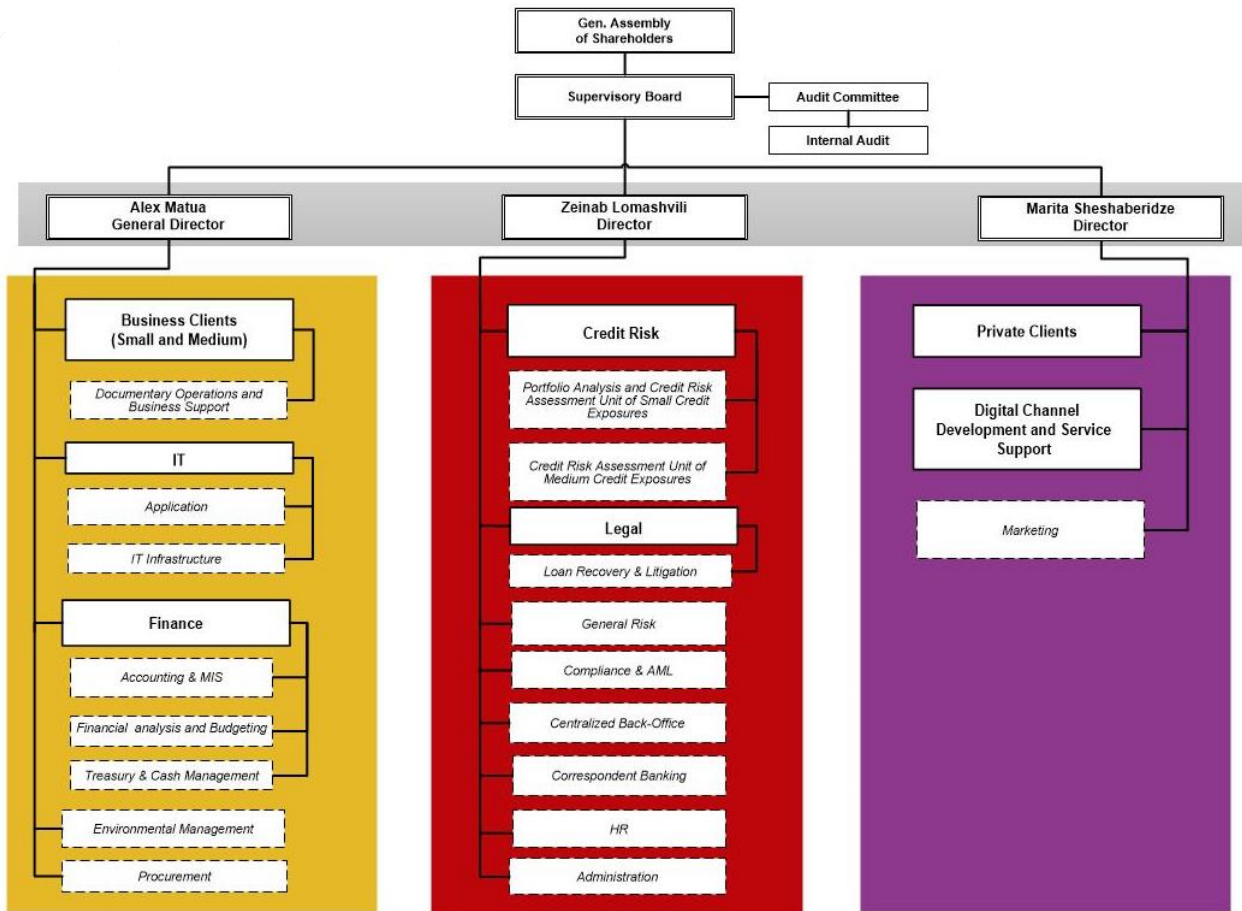 Gen. Assembly
of Shareholders
Supervisory Board
Audit Committee
Internal Audit
Alex Matua
General Director
Zeinab Lomashvili
Director
Marita Sheshaberidze
Director
Business Clients
(Small and Medium)
Documentary Operations and
Business Support
IT
Application
IT Infrastructure
Finance
Accounting & MIS
Financial analysis and Budgeting
Treasury & Cash Management
Environmental Management
Procurement
Credit Risk
Portfolio Analysis and Credit Risk
Assessment Unit of Small Credit
Exposures
Credit Risk Assessment Unit of
Medium Credit Exposures
Legal
Loan Recovery & Litigation
General Risk
Compliance & AML
Centralized Back-Office
Correspondent Banking
HR
Administration
Private Clients
Digital Channel
Development and Service
Support
Marketing